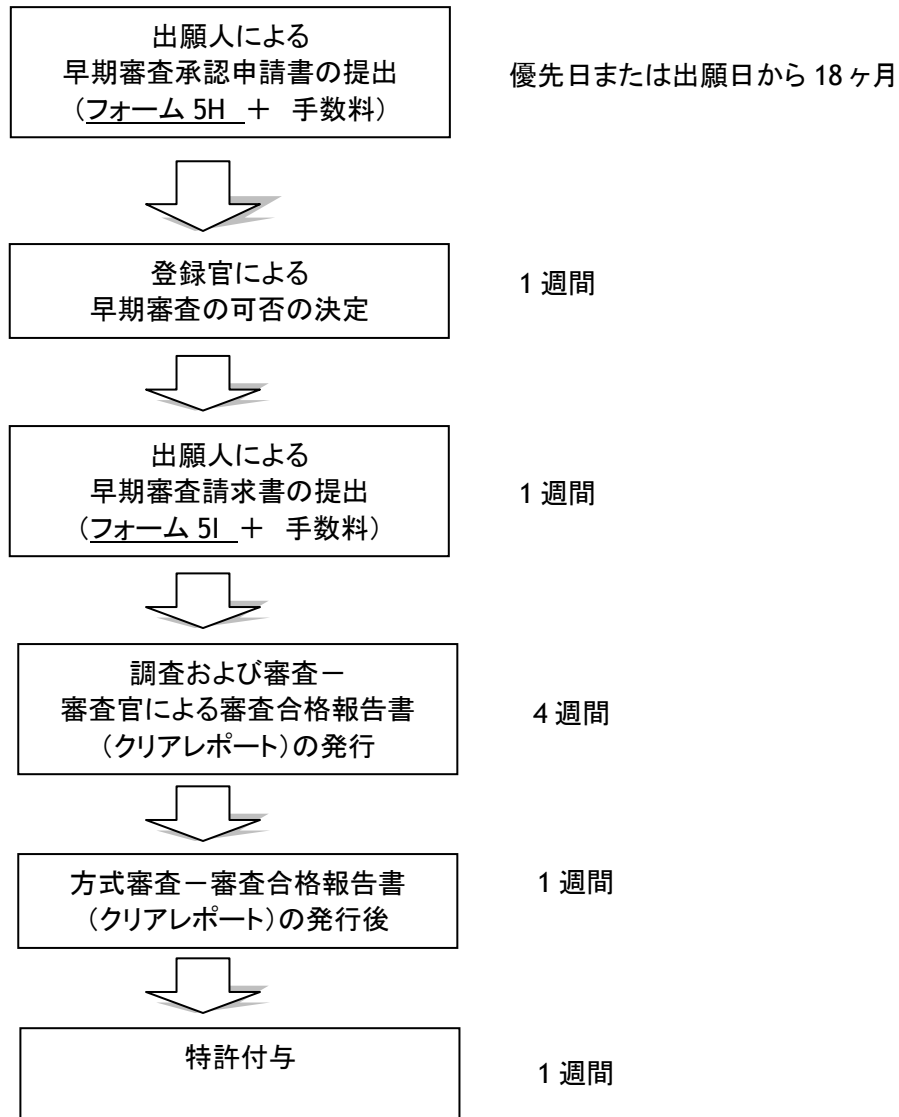 出願人による
早期審査承認申請書の提出
（フォーム 5H ＋ 手数料）
優先日または出願日から 18 ヶ月
登録官による
早期審査の可否の決定
1 週間
出願人による
早期審査請求書の提出
（フォーム 5I ＋ 手数料）
1 週間
調査および審査－
審査官による審査合格報告書
（クリアレポート）の発行
4 週間
方式審査－審査合格報告書
（クリアレポート）の発行後
1 週間
特許付与
1 週間